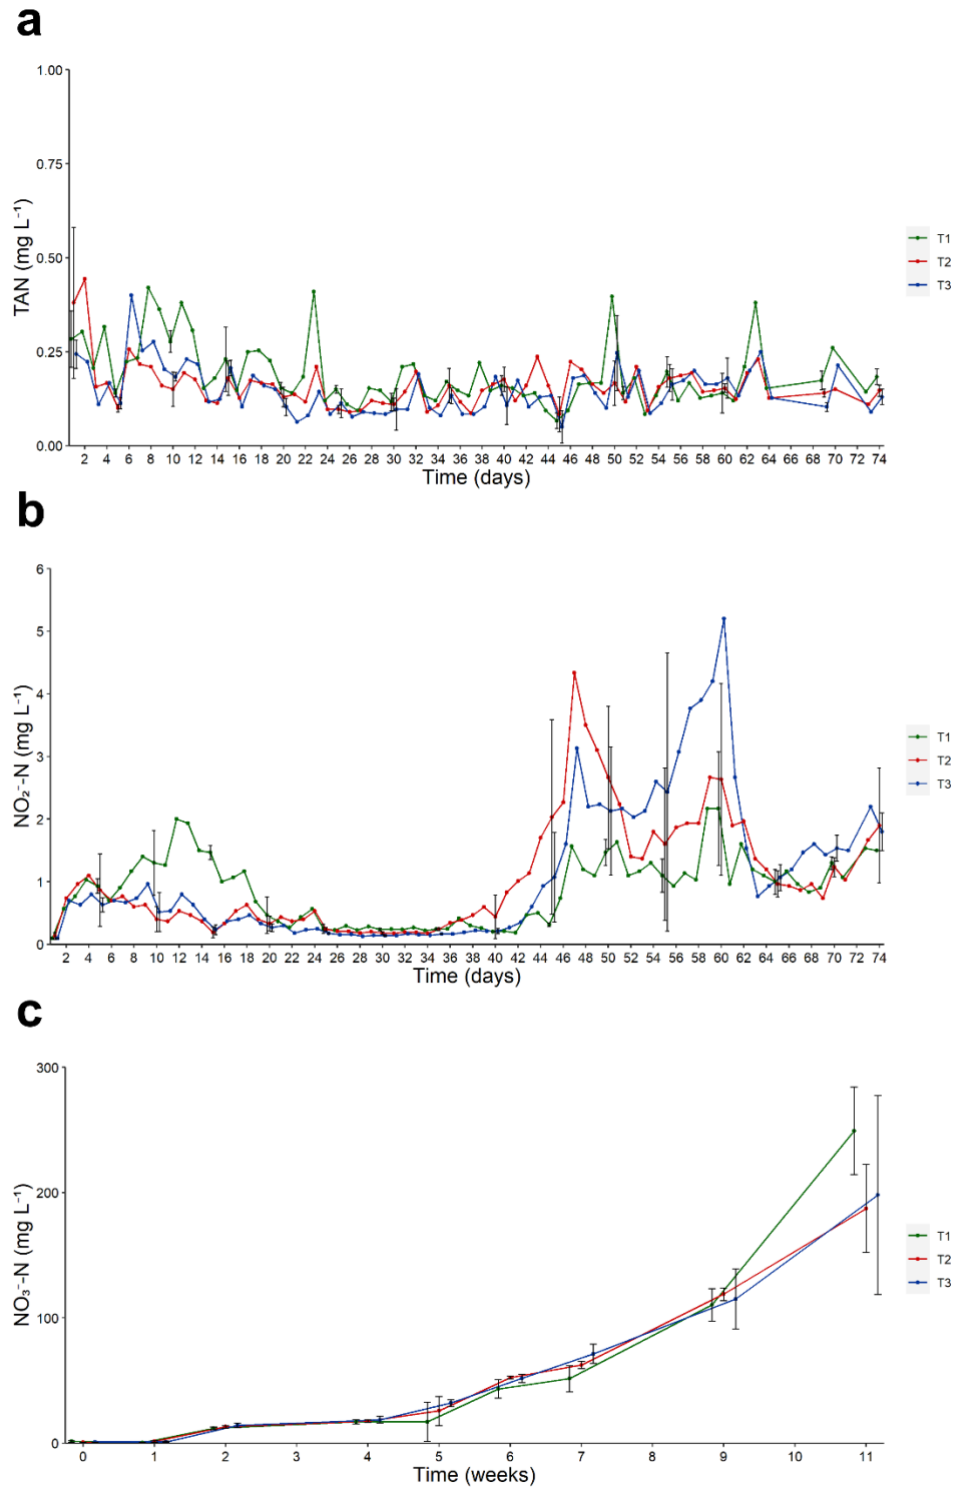 a
1.00
0.75
0.50
0.25
0.00
TAN (mg L⁻¹)
2 4 6 8 10 12 14 16 18 20 22 24 26 28 30 32 34 36 38 40 42 44 46 48 50 52 54 56 58 60 62 64 66 68 70 72 74
Time (days)
T1
T2
T3
b
6
5
4
3
2
1
0
NO₂⁻-N (mg L⁻¹)
2 4 6 8 10 12 14 16 18 20 22 24 26 28 30 32 34 36 38 40 42 44 46 48 50 52 54 56 58 60 62 64 66 68 70 72 74
Time (days)
T1
T2
T3
c
300
200
100
0
NO₃⁻-N (mg L⁻¹)
0 1 2 3 4 5 6 7 8 9 10 11
Time (weeks)
T1
T2
T3